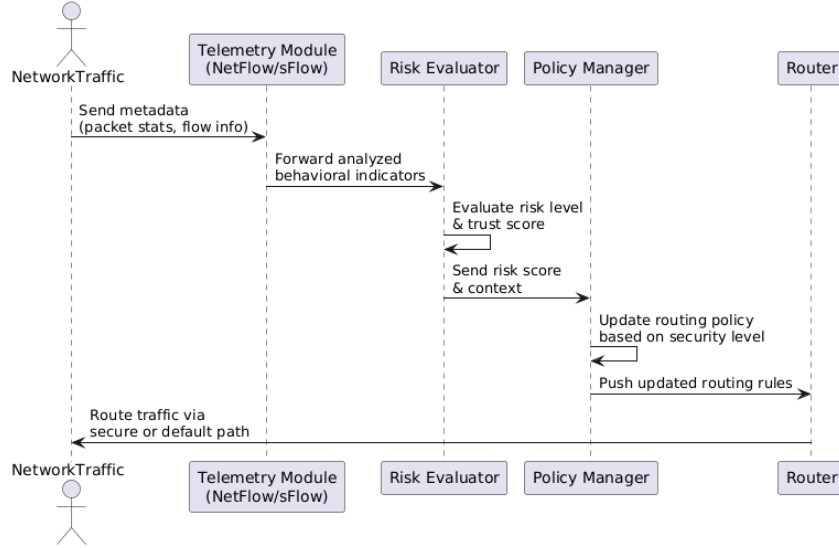 NetworkTraffic
Telemetry Module
(NetFlow/sFlow)
Risk Evaluator
Policy Manager
Router
Send metadata
(packet stats, flow info)
Forward analyzed
behavioral indicators
Evaluate risk level
& trust score
Send risk score
& context
Update routing policy
based on security level
Push updated routing rules
Route traffic via
secure or default path
NetworkTraffic
Telemetry Module
(NetFlow/sFlow)
Risk Evaluator
Policy Manager
Router